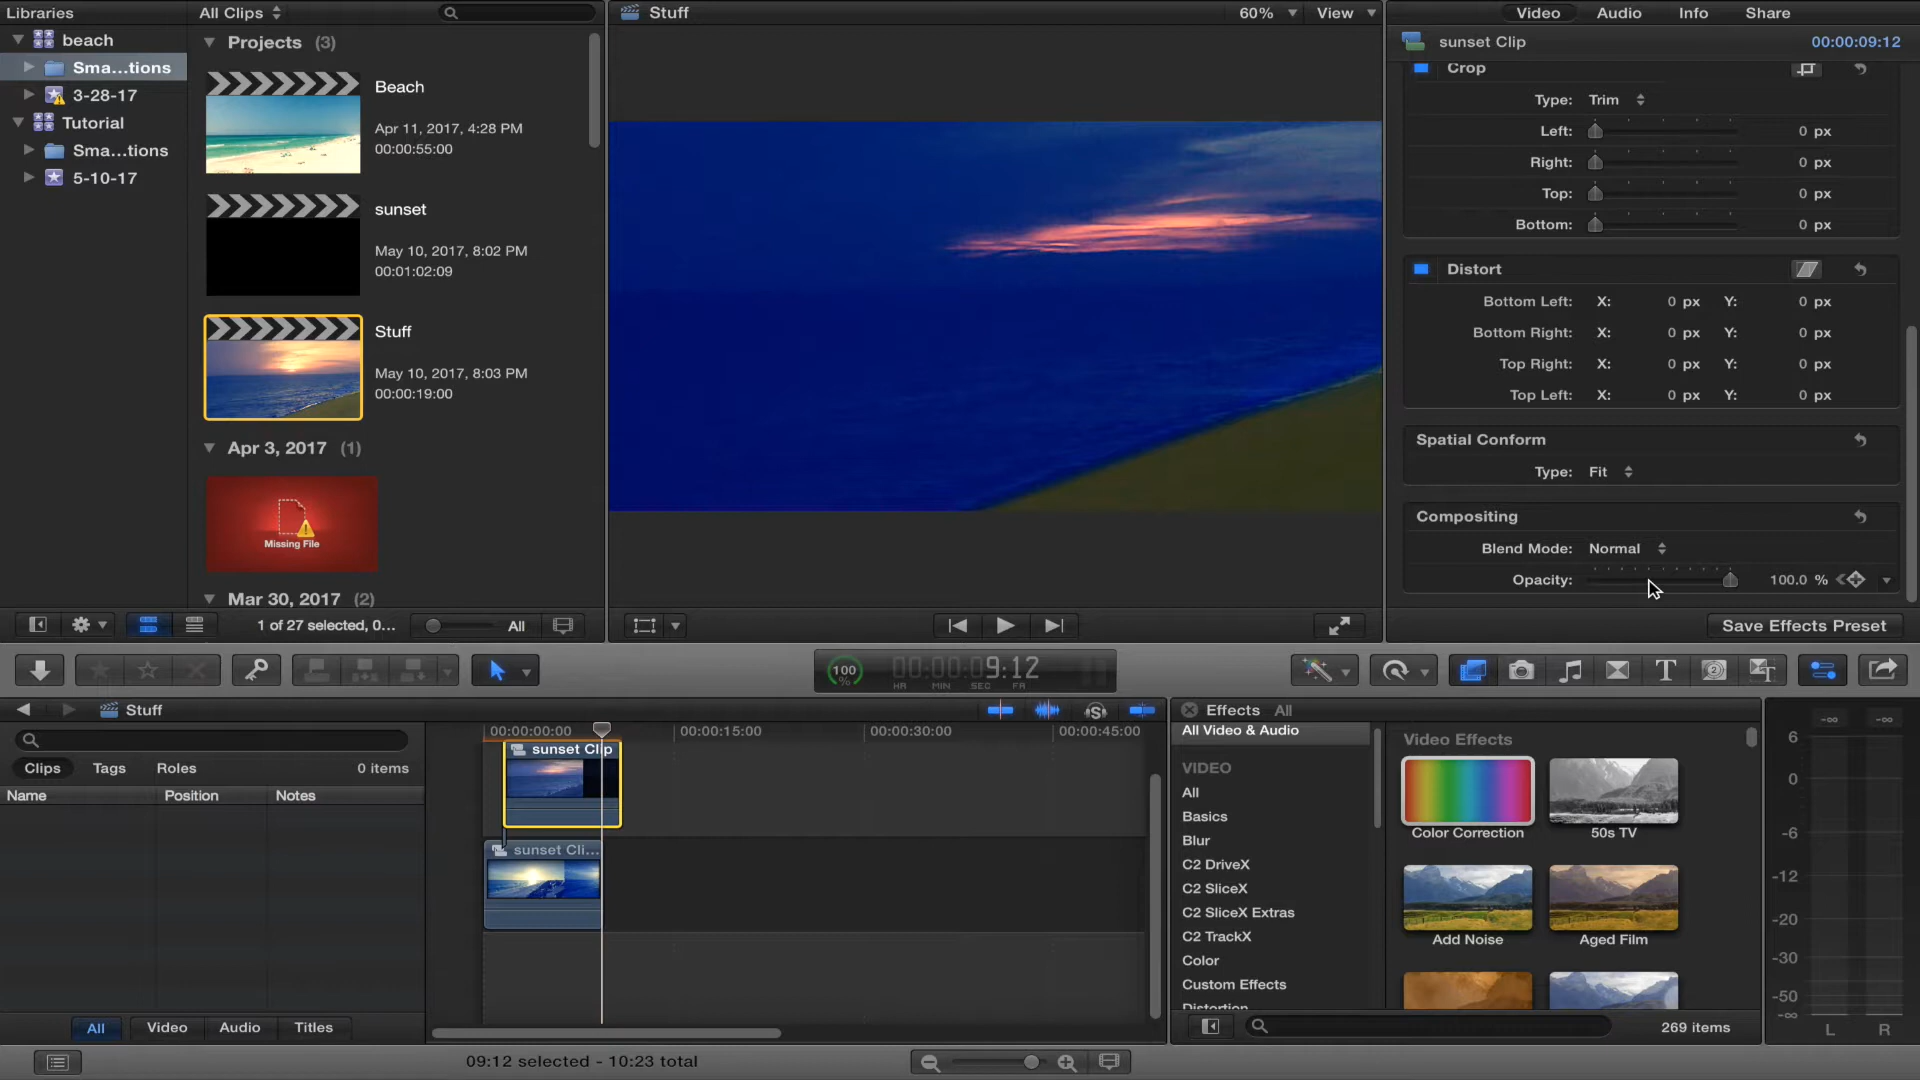 Libraries
beach
Sma...tions
3-28-17
Tutorial
Sma...tions
5-10-17
All Clips
Projects (3)
Beach
Apr 11, 2017, 4:28 PM
00:00:55:00
sunset
May 10, 2017, 8:02 PM
00:01:02:09
Stuff
May 10, 2017, 8:03 PM
00:00:19:00
Apr 3, 2017 (1)
Missing File
Mar 30, 2017 (2)
1 of 27 selected, 0...
All
Stuff
60%
View
Video
Audio
Info
Share
sunset Clip
00:00:09:12
Crop
Type: Trim
Left: 0 px
Right: 0 px
Top: 0 px
Bottom: 0 px
Distort
Bottom Left: X: 0 px Y: 0 px
Bottom Right: X: 0 px Y: 0 px
Top Right: X: 0 px Y: 0 px
Top Left: X: 0 px Y: 0 px
Spatial Conform
Type: Fit
Compositing
Blend Mode: Normal
Opacity: 100.0 %
Save Effects Preset
100 %
00:00:09:12
HR MIN SEC FR
Stuff
Clips
Tags
Roles
0 items
Name
Position
Notes
All
Video
Audio
Titles
00:00:00:00
00:00:15:00
00:00:30:00
00:00:45:00
sunset Clip
sunset Cli...
Effects All
All Video & Audio
VIDEO
All
Basics
Blur
C2 DriveX
C2 SliceX
C2 SliceX Extras
C2 TrackX
Color
Custom Effects
Distortion
Video Effects
Color Correction
50s TV
Add Noise
Aged Film
269 items
-∞ -∞
6
0
-6
-12
-20
-30
-50
-∞
L R
09:12 selected - 10:23 total